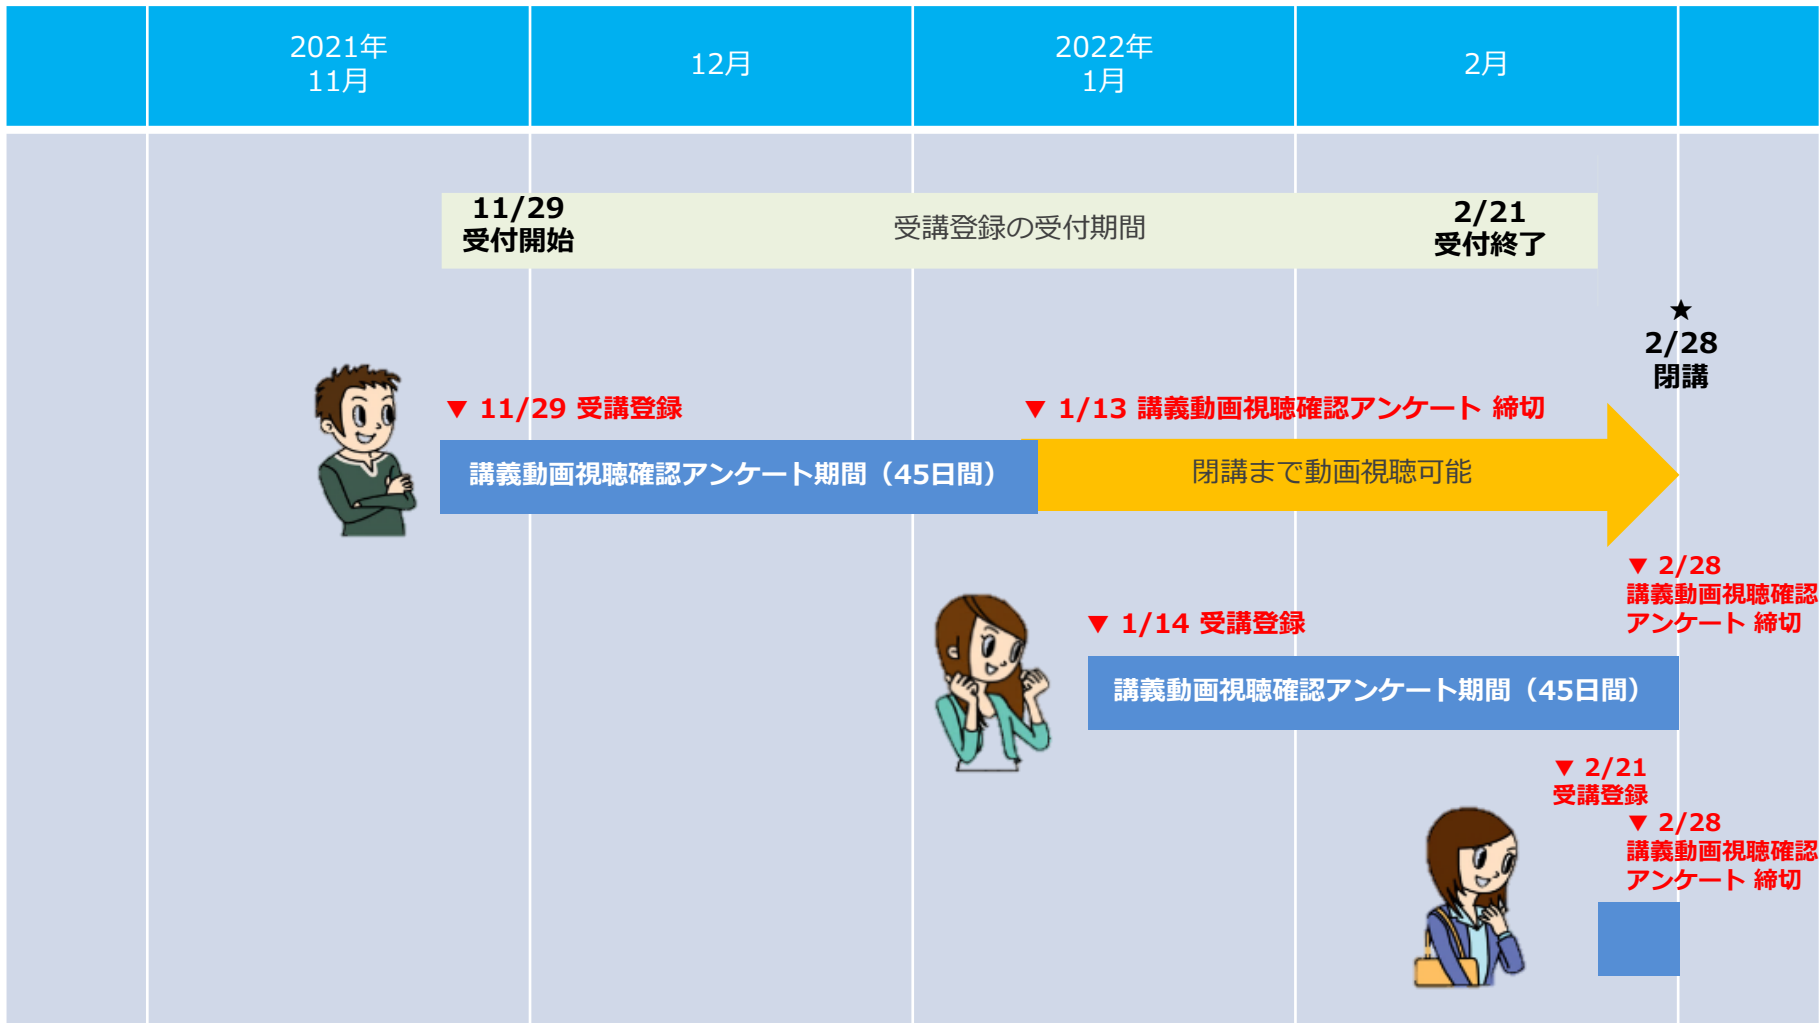 2021年
11月
12月
2022年
1月
2月
11/29
受付開始
受講登録の受付期間
2/21
受付終了
★
2/28
閉講
▼ 11/29 受講登録
▼ 1/13 講義動画視聴確認アンケート 締切
講義動画視聴確認アンケート期間（45日間）
閉講まで動画視聴可能
▼ 2/28
講義動画視聴確認
アンケート 締切
▼ 1/14 受講登録
講義動画視聴確認アンケート期間（45日間）
▼ 2/21
受講登録
▼ 2/28
講義動画視聴確認
アンケート 締切